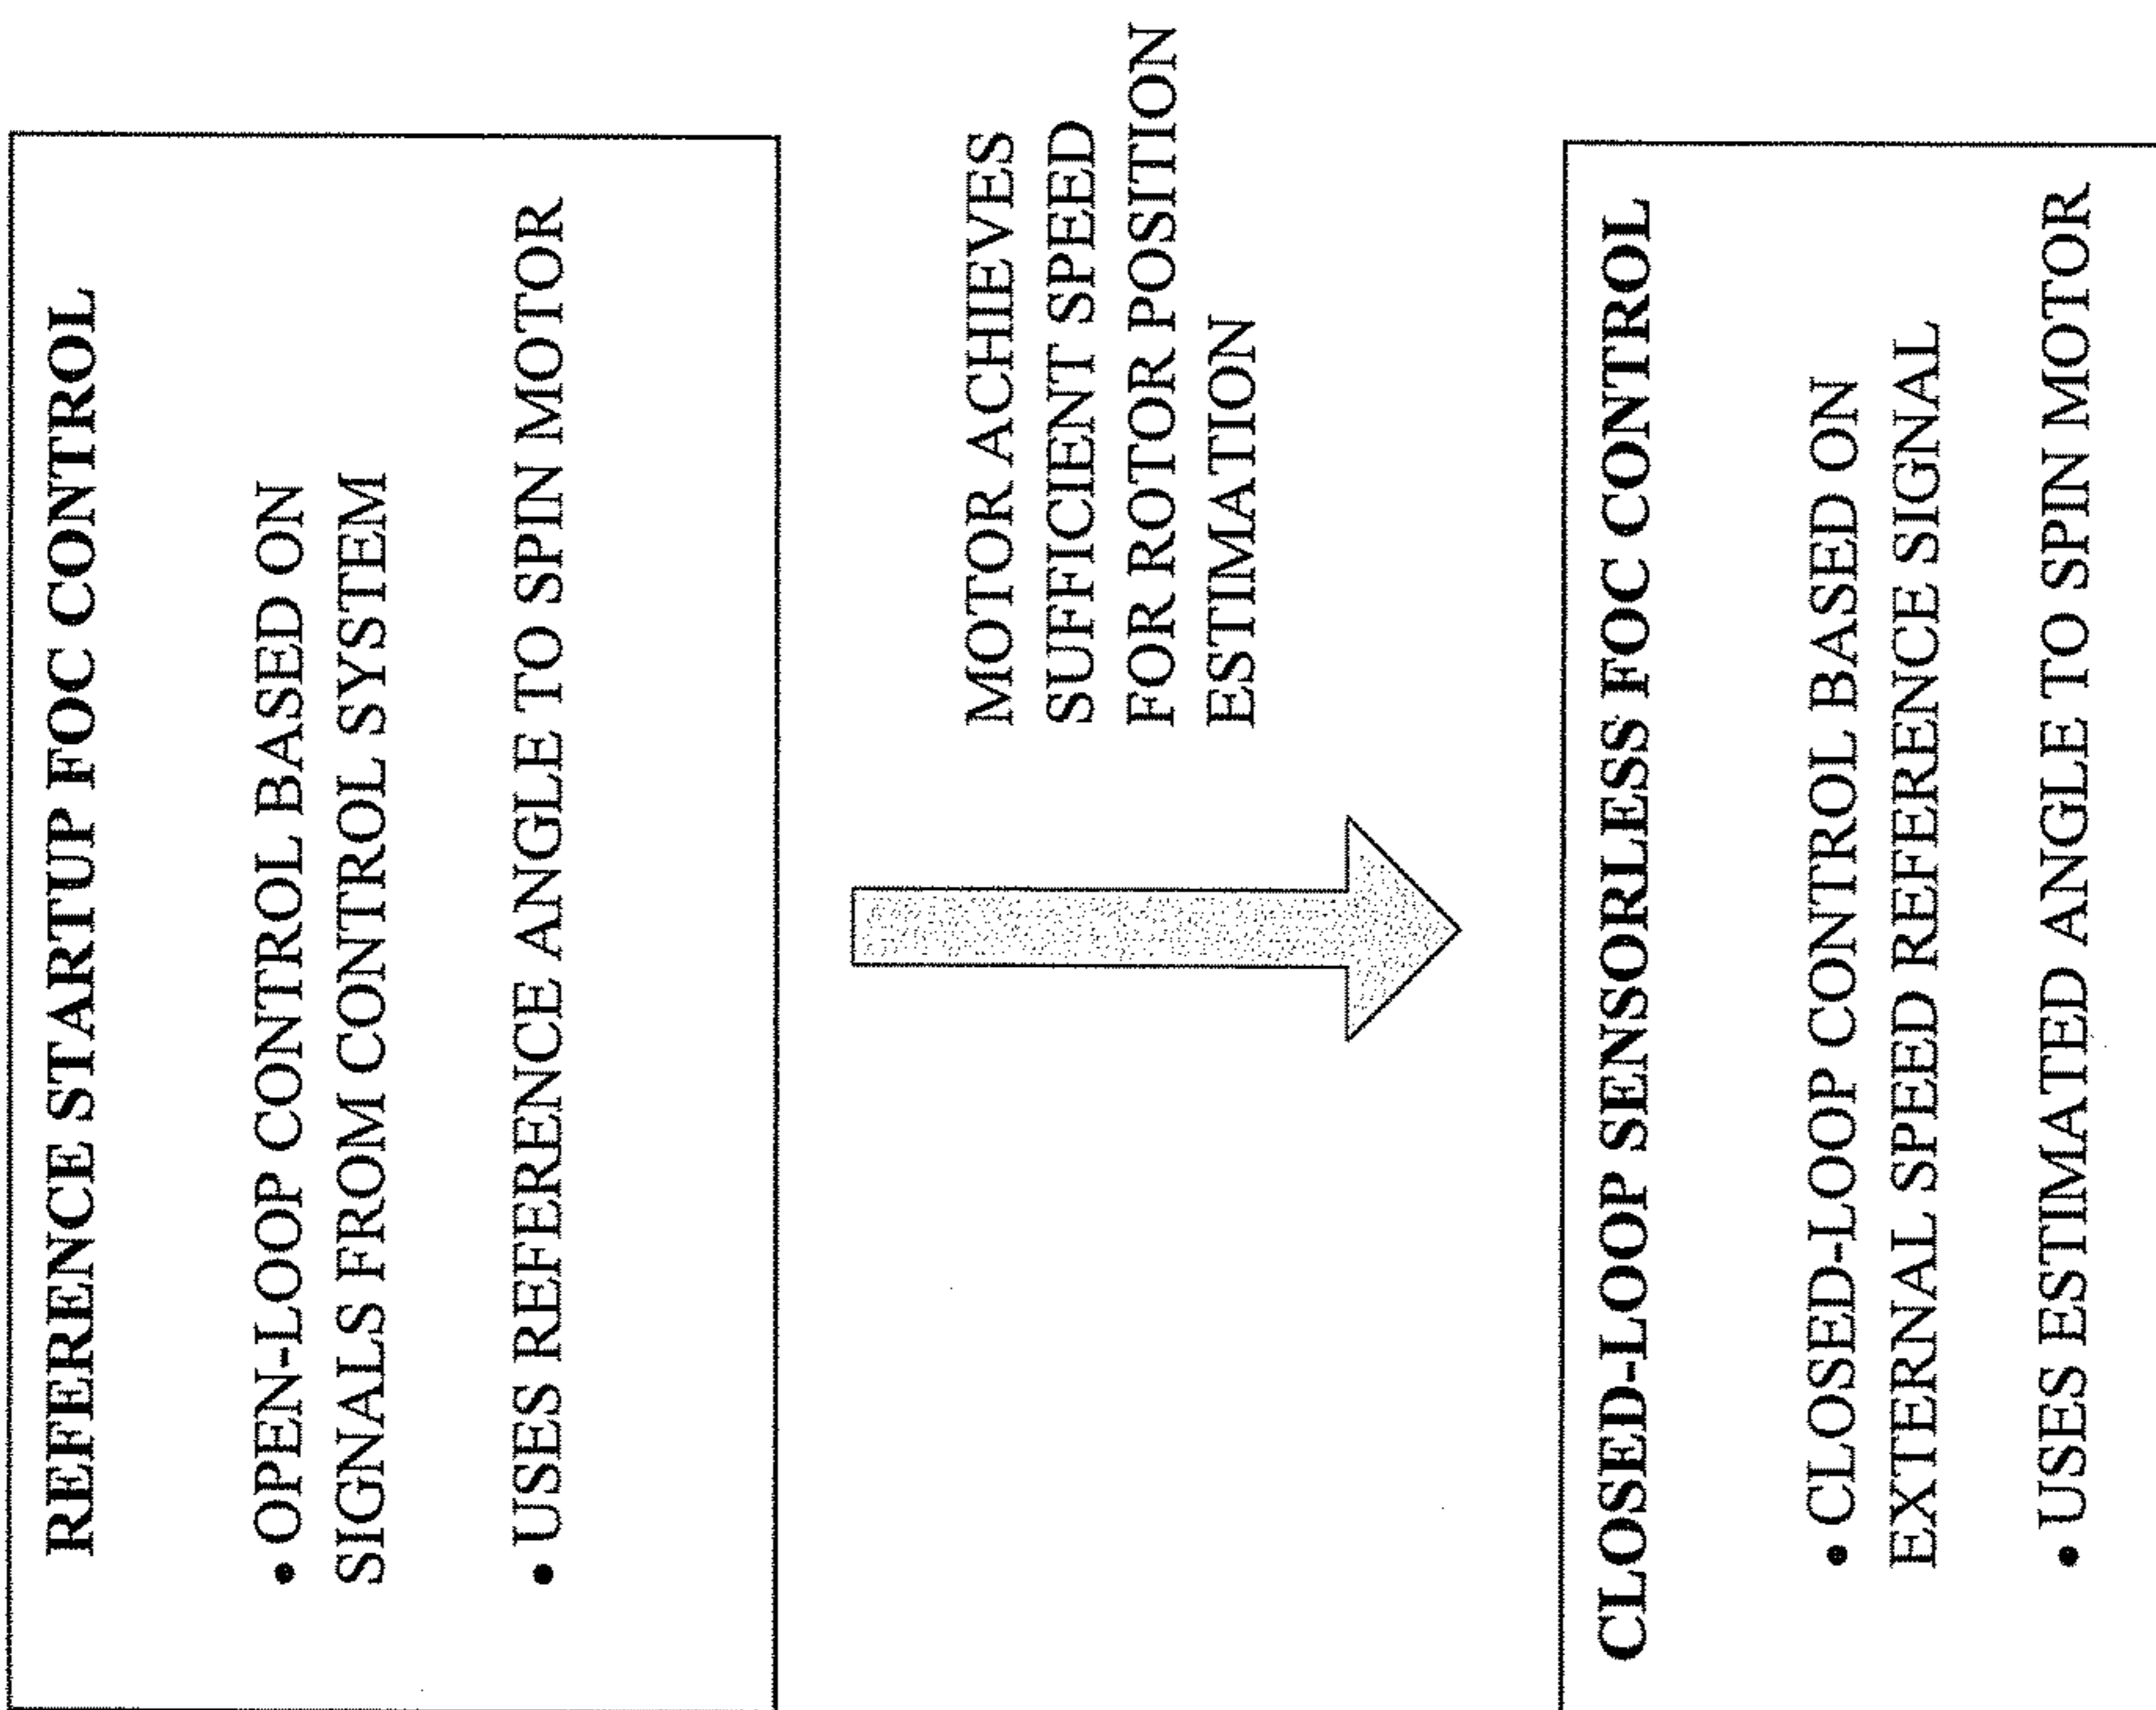 REFERENCE STARTUP FOC CONTROL
• OPEN-LOOP CONTROL BASED ON
SIGNALS FROM CONTROL SYSTEM
• USES REFERENCE ANGLE TO SPIN MOTOR
MOTOR ACHIEVES
SUFFICIENT SPEED
FOR ROTOR POSITION
ESTIMATION
CLOSED-LOOP SENSORLESS FOC CONTROL
• CLOSED-LOOP CONTROL BASED ON
EXTERNAL SPEED REFERENCE SIGNAL
• USES ESTIMATED ANGLE TO SPIN MOTOR